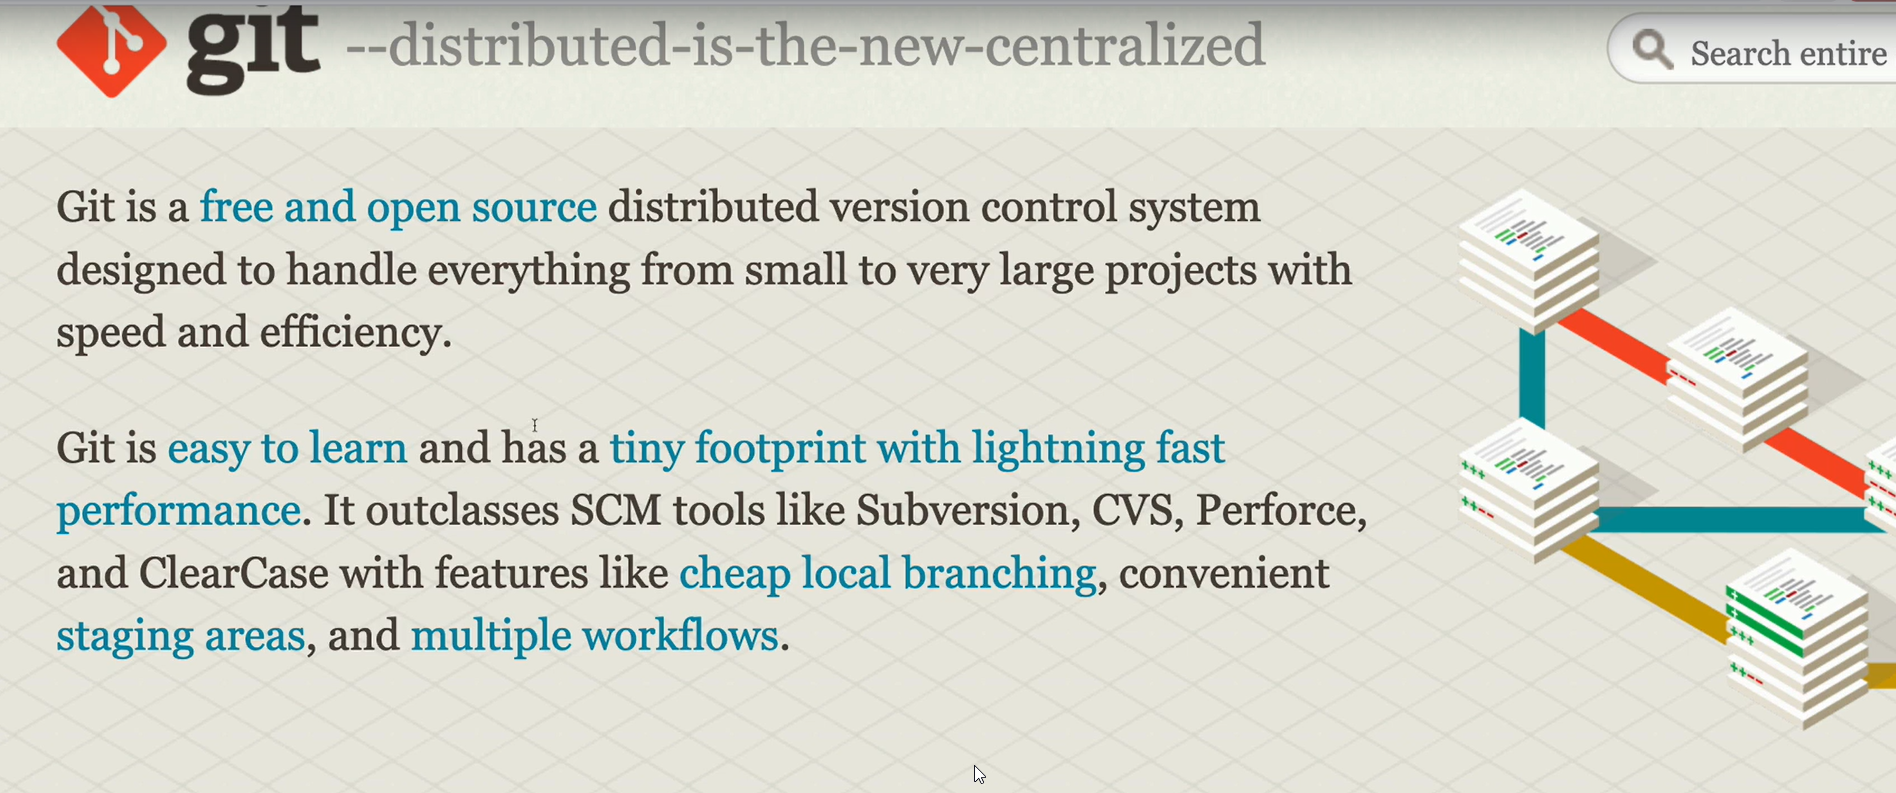 git --distributed-is-the-new-centralized
Search entire
Git is a free and open source distributed version control system
designed to handle everything from small to very large projects with
speed and efficiency.
Git is easy to learn and has a tiny footprint with lightning fast
performance. It outclasses SCM tools like Subversion, CVS, Perforce,
and ClearCase with features like cheap local branching, convenient
staging areas, and multiple workflows.